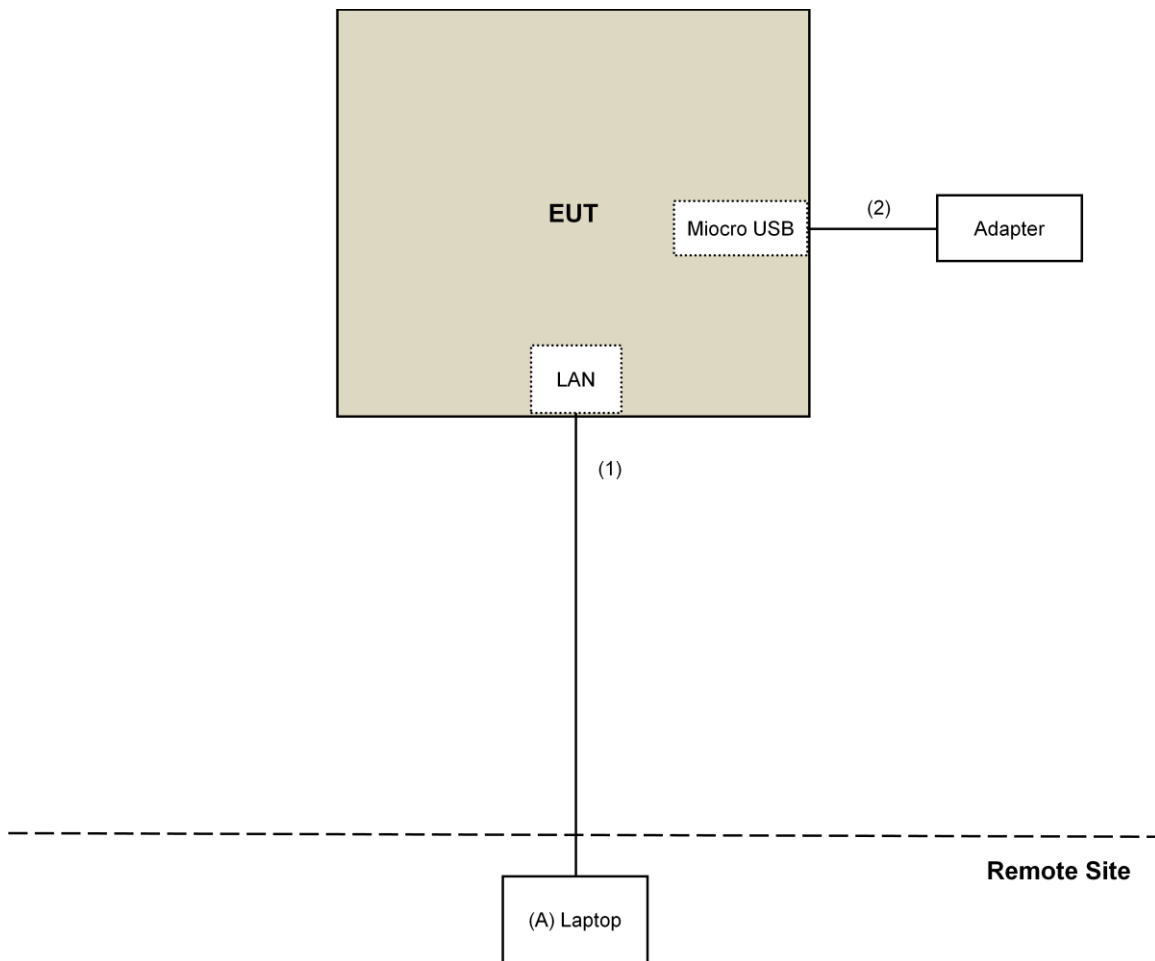 EUT
Miocro USB
(2)
Adapter
LAN
(1)
Remote Site
(A) Laptop